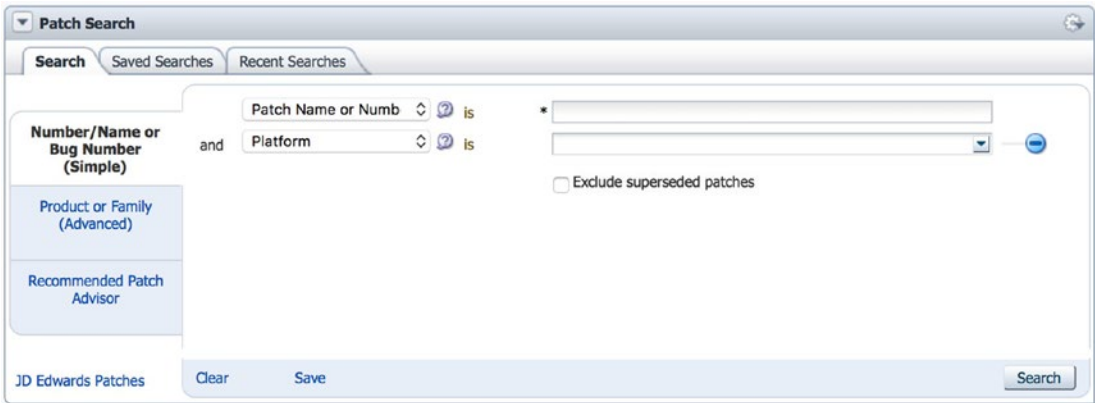 Patch Search
Search Saved Searches Recent Searches
Number/Name or
Bug Number
(Simple)
Product or Family
(Advanced)
Recommended Patch
Advisor
JD Edwards Patches
Patch Name or Numb is *
and Platform is
Exclude superseded patches
Clear Save Search